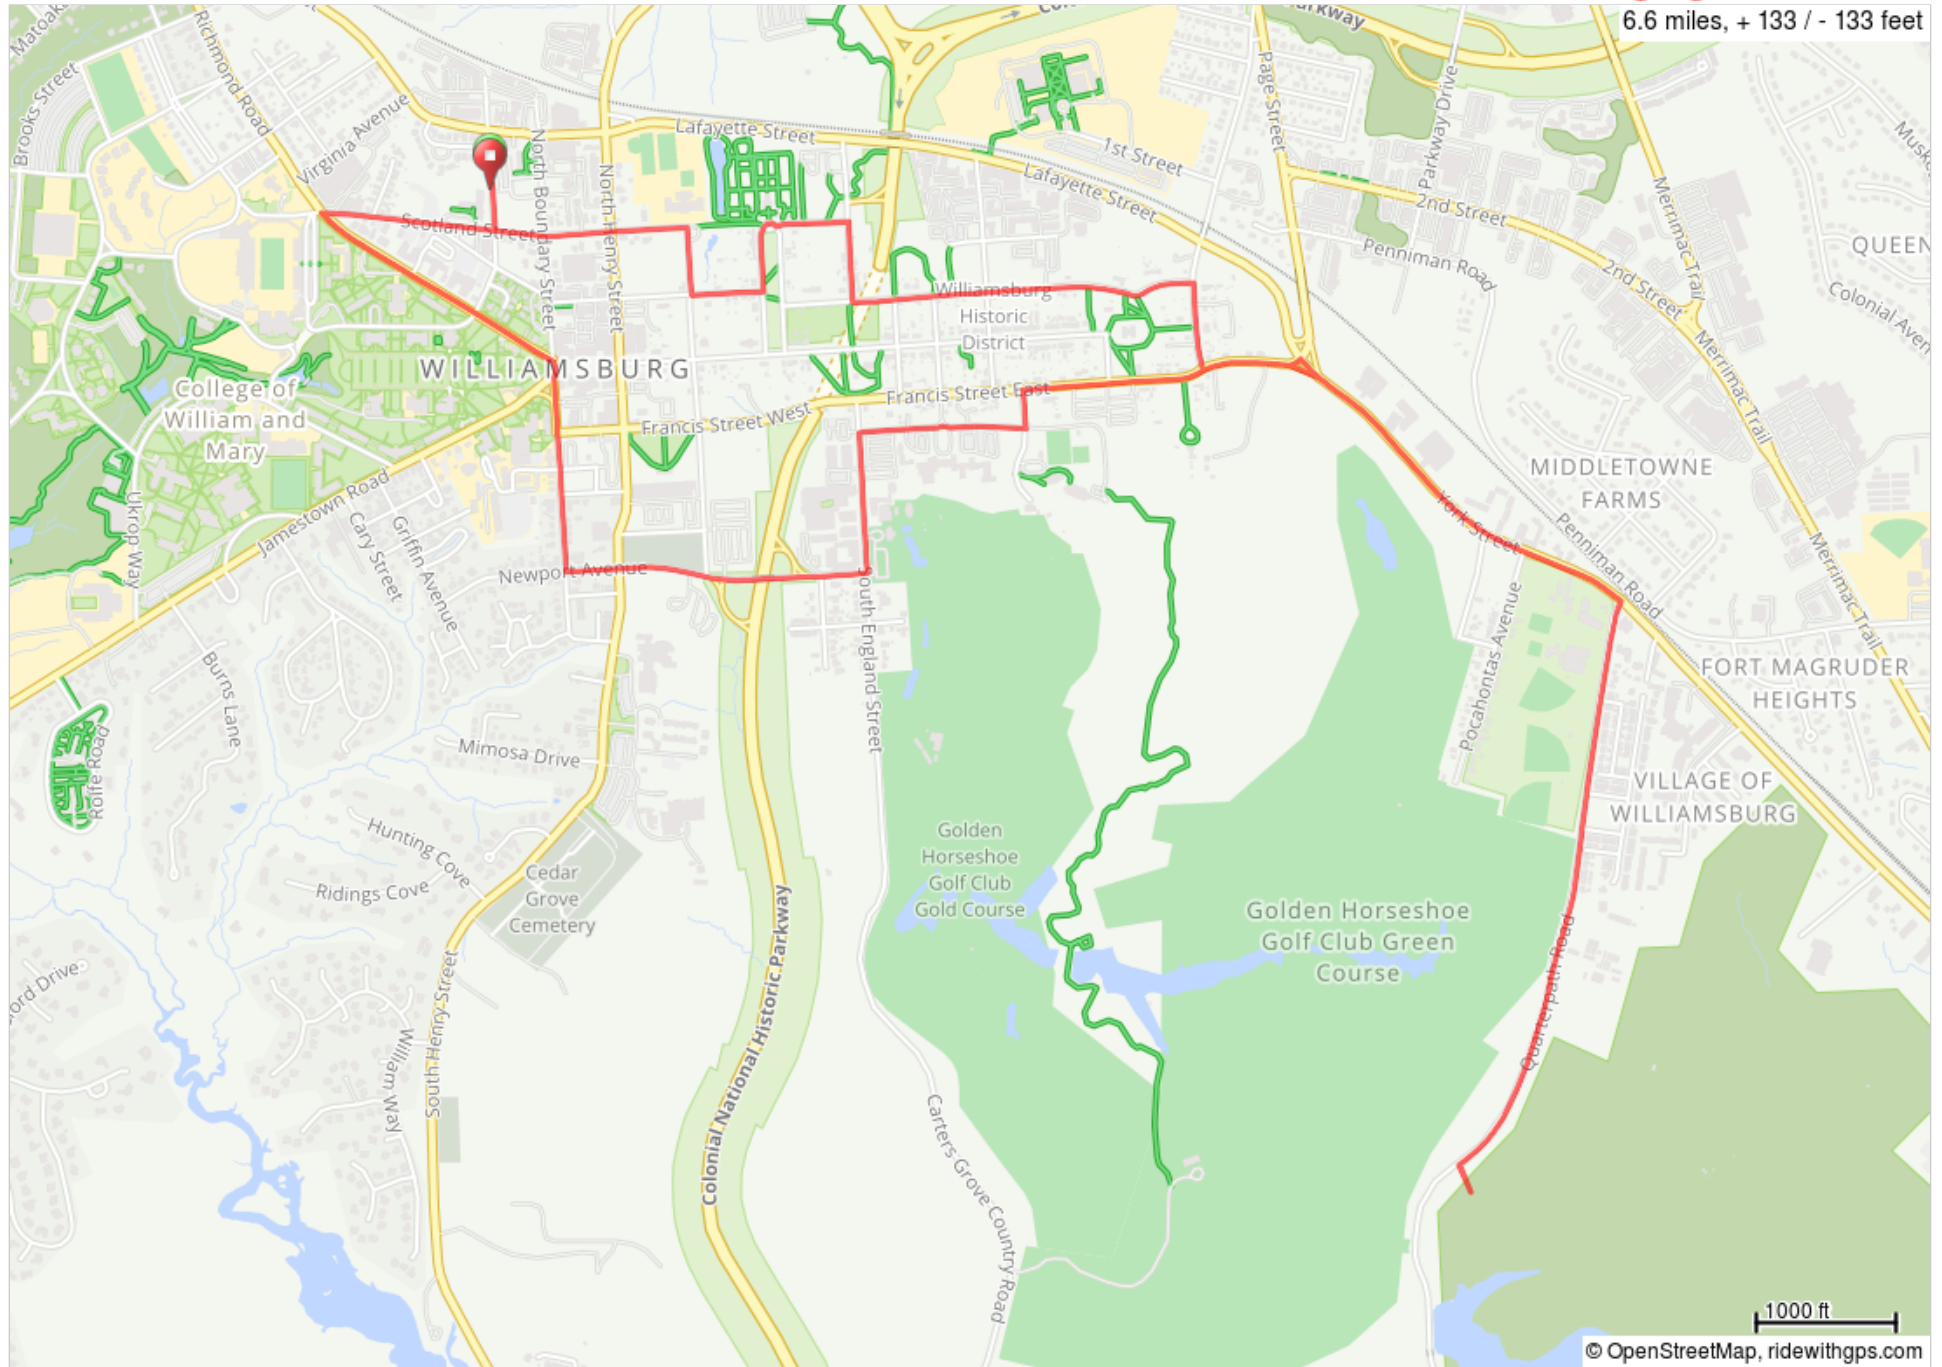 6.6 miles, + 133 / - 133 feet
Parkway
Richmond Road
Brooks Street
Virginia Avenue
North Boundary Street
North Henry Street
Lafayette Street
Lafayette Street
1st Street
Page Street
Parkway Drive
2nd Street
Penniman Road
2nd Street
Merrimac Trail
Merrimac Trail
Merrimac Trail
QUEEN
Colonial Aven
Scotland Street
Williamsburg
Historic
District
WILLIAMSBURG
College of
William and
Mary
Francis Street West
Francis Street East
MIDDLETOWNE
FARMS
York Street
Penniman Road
Ukrop Way
Jamestown Road
Cary Street
Griffin Avenue
Newport Avenue
South England Street
Pocahontas Avenue
FORT MAGRUDER
HEIGHTS
Burns Lane
Rolfe Road
Mimosa Drive
VILLAGE OF
WILLIAMSBURG
Hunting Cove
Ridings Cove
Cedar
Grove
Cemetery
Golden
Horseshoe
Golf Club
Gold Course
Golden Horseshoe
Golf Club Green
Course
ord Drive
South Henry Street
William Way
Colonial National Historic Parkway
Carters Grove Country Road
Quarterpath Road
1000 ft
© OpenStreetMap, ridewithgps.com